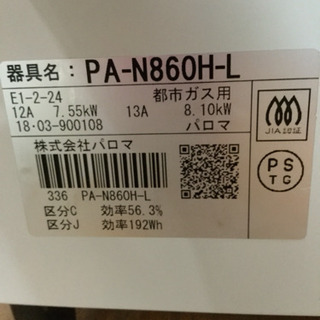 器具名: PA-N860H-L
E1-2-24 都市ガス用
12A 7.55kW 13A 8.10kW
18・03-900108 パロマ
JIA認証
株式会社パロマ
PS
TG
336 PA-N860H-L
区分C 効率56.3%
区分J 効率192Wh